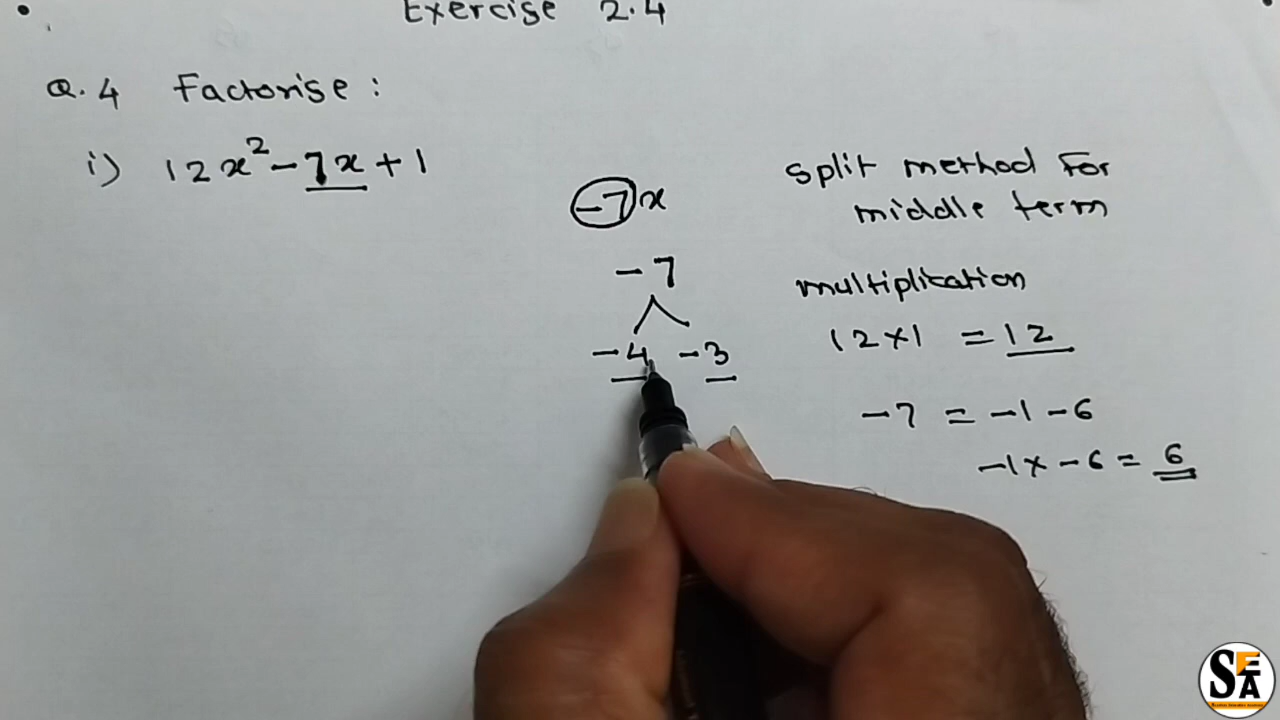 Exercise 2.4
Q.4 Factorise:
i) 12x² - 7x + 1
-7x
-7
-4 -3
split method For
middle term
multiplication
12×1 = 12
-7 = -1 -6
-1× -6 = 6
SEA